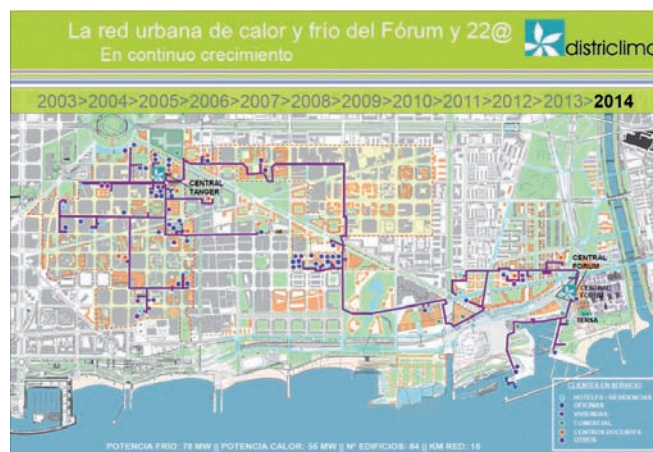 La red urbana de calor y frío del Fórum y 22@
En continuo crecimiento
districlima
2003>2004>2005>2006>2007>2008>2009>2010>2011>2012>2013>2014
CENTRAL
TANGER
CENTRAL
FORUM
CENTRAL
FORUM
TERSA
CLIENTES EN SERVICIO
HOTELES / RESIDENCIAS
OFICINAS
VIVIENDAS
COMERCIAL
CENTROS DOCENTES
OTROS
POTENCIA FRÍO: 78 MW || POTENCIA CALOR: 55 MW || Nº EDIFICIOS: 84 || KM RED: 15